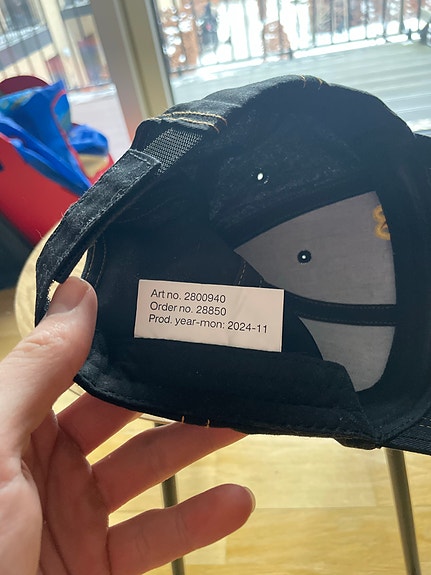 Art no. 2800940
Order no. 28850
Prod. year-mon: 2024-11